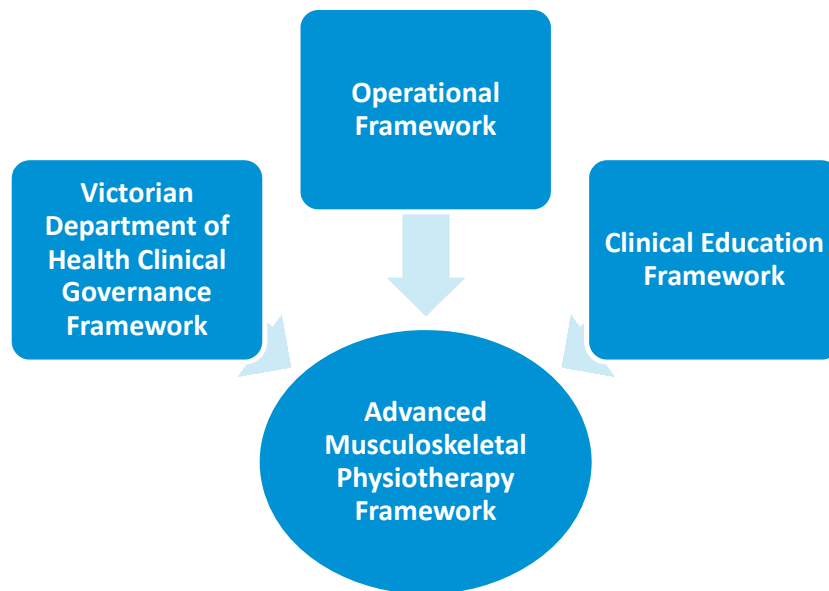 Operational
Framework
Victorian
Department of
Health Clinical
Governance
Framework
Clinical Education
Framework
Advanced
Musculoskeletal
Physiotherapy
Framework